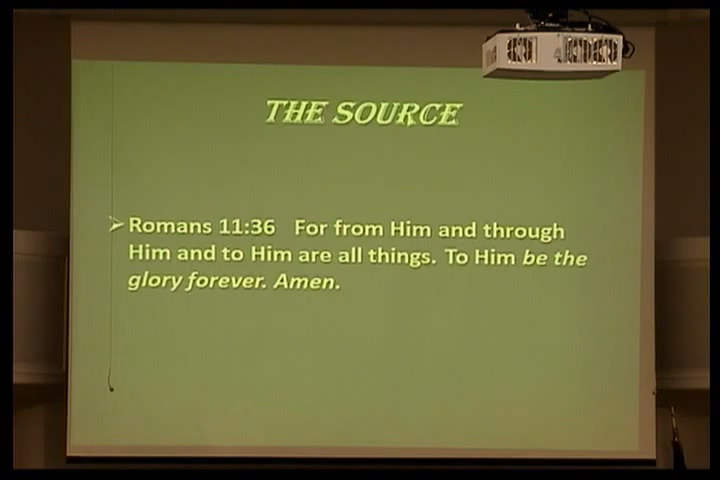 THE SOURCE
Romans 11:36 For from Him and through
Him and to Him are all things. To Him be the
glory forever. Amen.